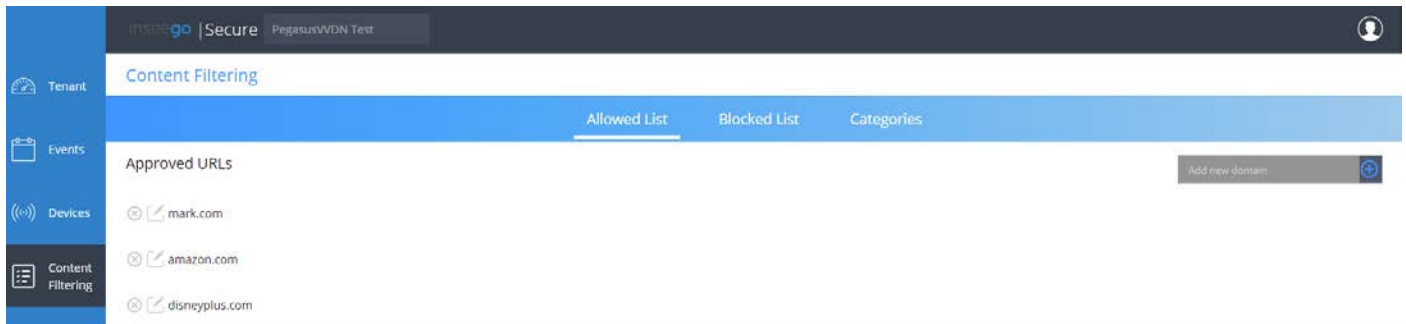 inseego |Secure PegasusVVDN Test
Tenant
Content Filtering
Allowed List Blocked List Categories
Events
Approved URLs
Add new domain
Devices
mark.com
amazon.com
Content
Filtering
disneyplus.com